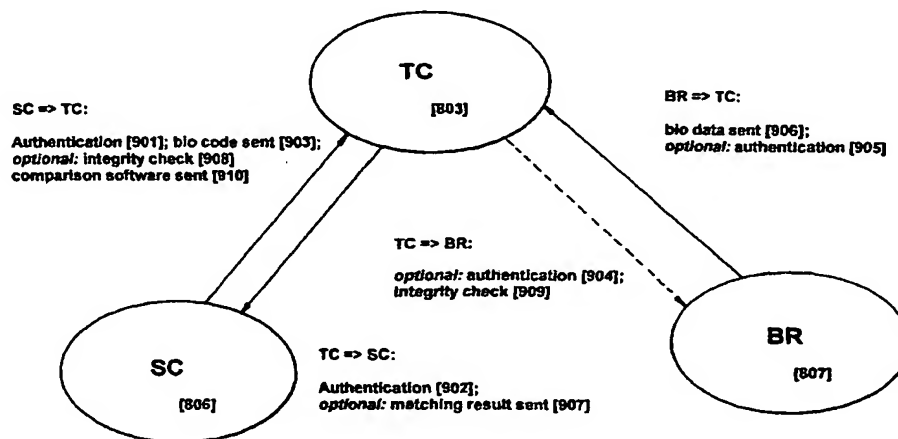 TC
[803]
SC => TC:
Authentication [901]; bio code sent [903];
optional: integrity check [908]
comparison software sent [910]
BR => TC:
bio data sent [906];
optional: authentication [905]
TC => BR:
optional: authentication [904];
integrity check [909]
SC
[806]
TC => SC:
Authentication [902];
optional: matching result sent [907]
BR
[807]